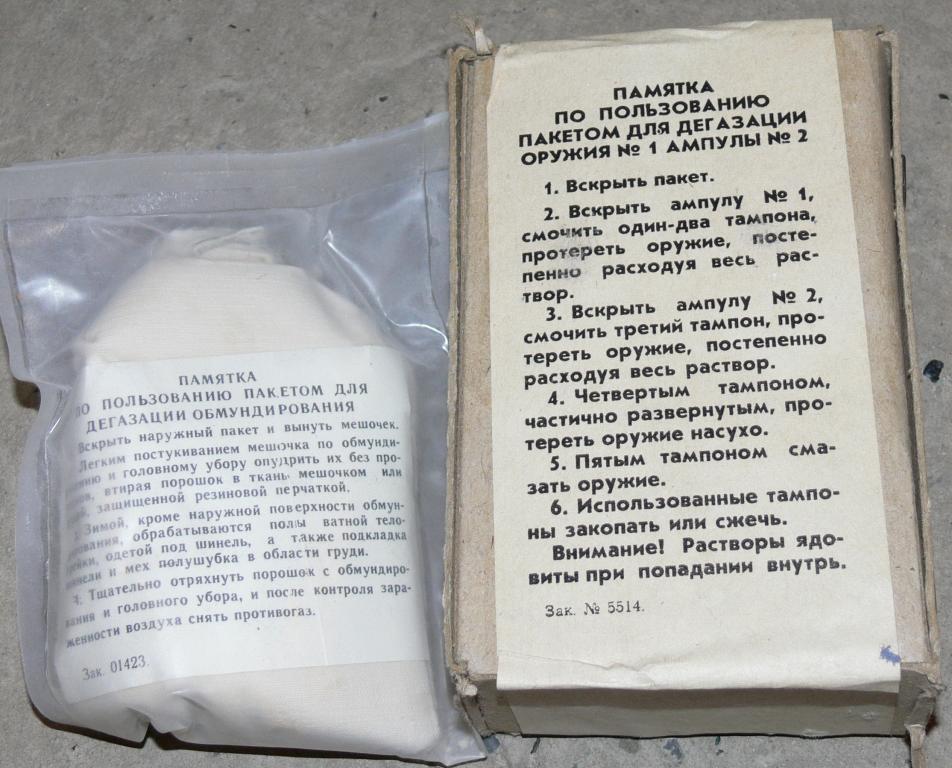 ПАМЯТКА
ПО ПОЛЬЗОВАНИЮ ПАКЕТОМ ДЛЯ
ДЕГАЗАЦИИ ОБМУНДИРОВАНИЯ
Вскрыть наружный пакет и вынуть мешочек.
Легким постукиванием мешочка по обмунди-
и головному убору опудрить их без про-
втирая порошок в ткань мешочком или
защищенной резиновой перчаткой.
Зимой, кроме наружной поверхности обмун-
обрабатываются полы ватной тело-
одетой под шинель, а также подкладка
и мех полушубка в области груди.
4. Тщательно отряхнуть порошок с обмундиро-
вания и головного убора, и после контроля зара-
женности воздуха снять противогаз.
Зак. 01423.
ПАМЯТКА
ПО ПОЛЬЗОВАНИЮ
ПАКЕТОМ ДЛЯ ДЕГАЗАЦИИ
ОРУЖИЯ № 1 АМПУЛЫ № 2
1. Вскрыть пакет.
2. Вскрыть ампулу № 1,
смочить один-два тампона,
протереть оружие, посте-
пенно расходуя весь рас-
твор.
3. Вскрыть ампулу № 2,
смочить третий тампон, про-
тереть оружие, постепенно
расходуя весь раствор.
4. Четвертым тампоном,
частично развернутым, про-
тереть оружие насухо.
5. Пятым тампоном сма-
зать оружие.
6. Использованные тампо-
ны закопать или сжечь.
Внимание! Растворы ядо-
виты при попадании внутрь.
Зак. № 5514.